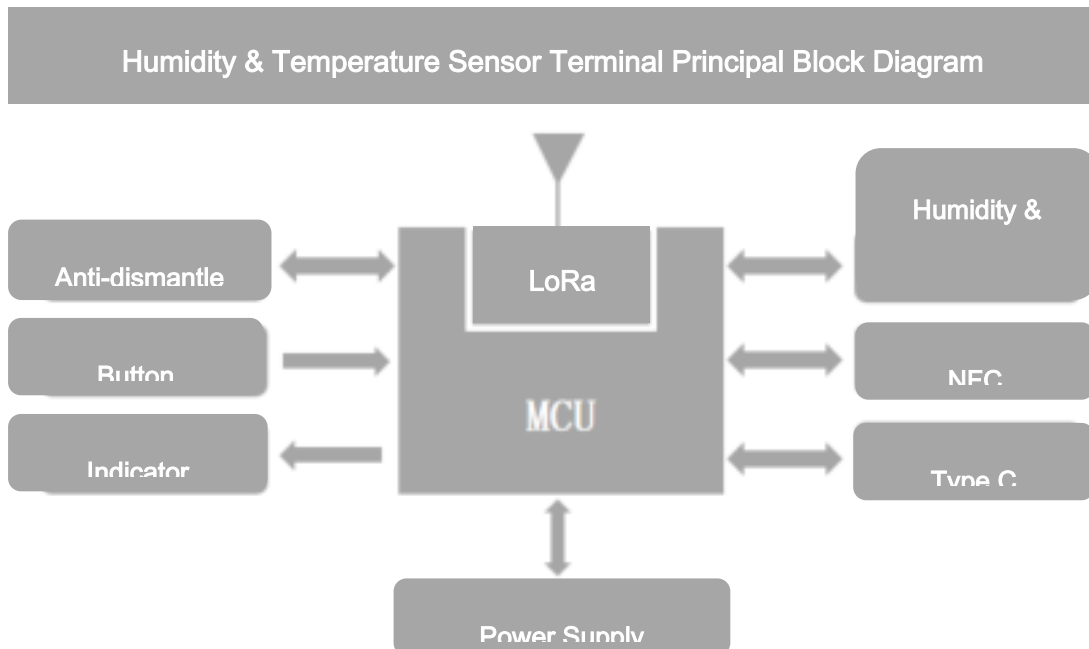 Humidity & Temperature Sensor Terminal Principal Block Diagram
Humidity &
Anti-dismantle
LoRa
Button
NFC
MCU
Indicator
Type C
Power Supply